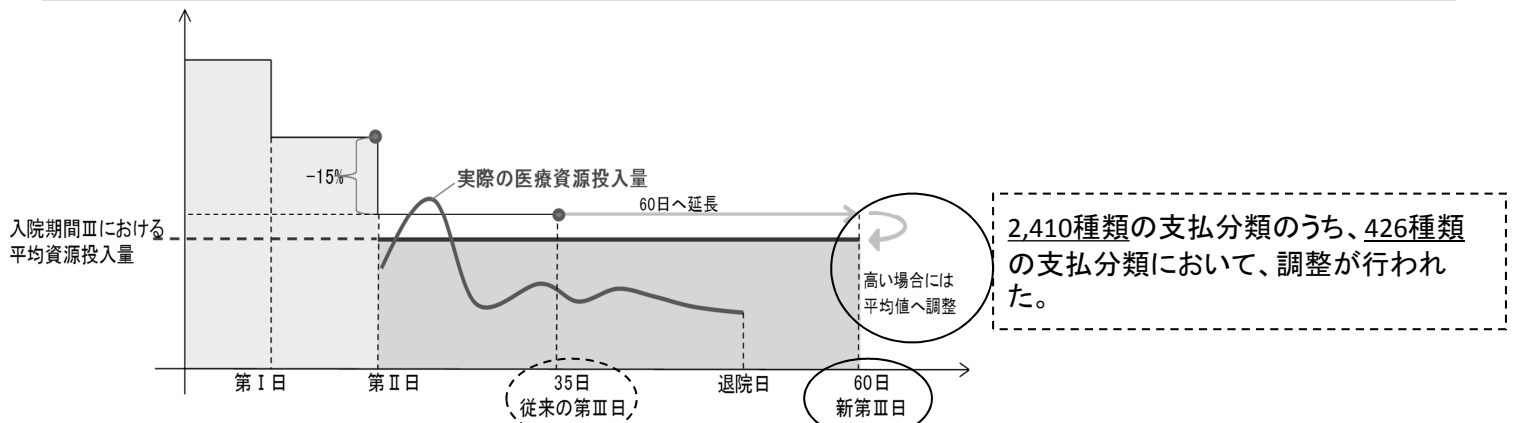 -15%
実際の医療資源投入量
60日へ延長
入院期間Ⅲにおける
平均資源投入量
高い場合には
平均値へ調整
2,410種類の支払分類のうち、426種類
の支払分類において、調整が行われ
た。
第Ⅰ日
第Ⅱ日
35日
従来の第Ⅲ日
退院日
60日
新第Ⅲ日